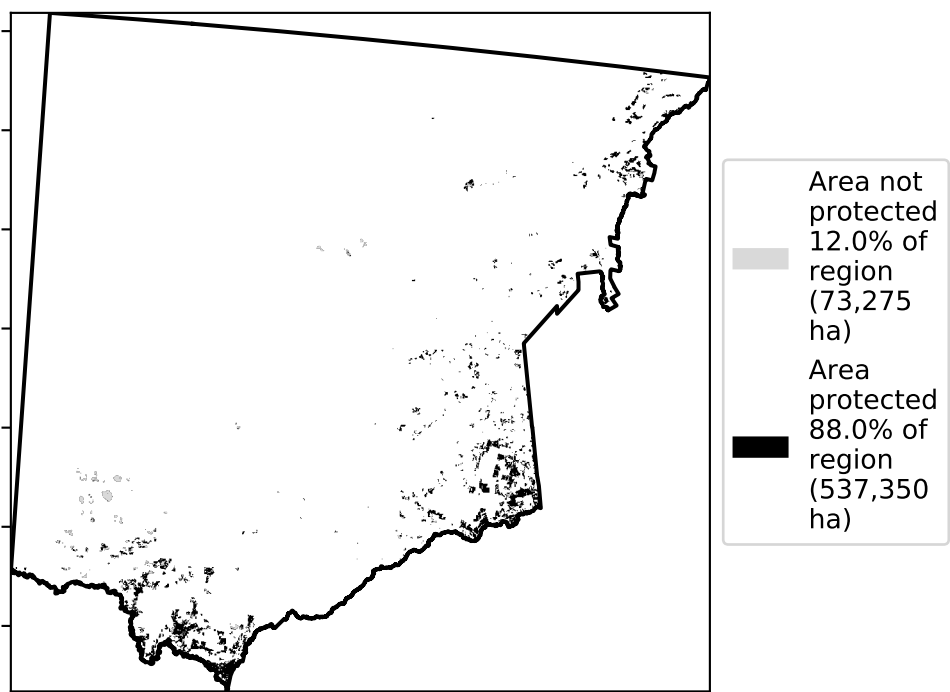 Area not
protected
12.0% of
region
(73,275
ha)
Area
protected
88.0% of
region
(537,350
ha)